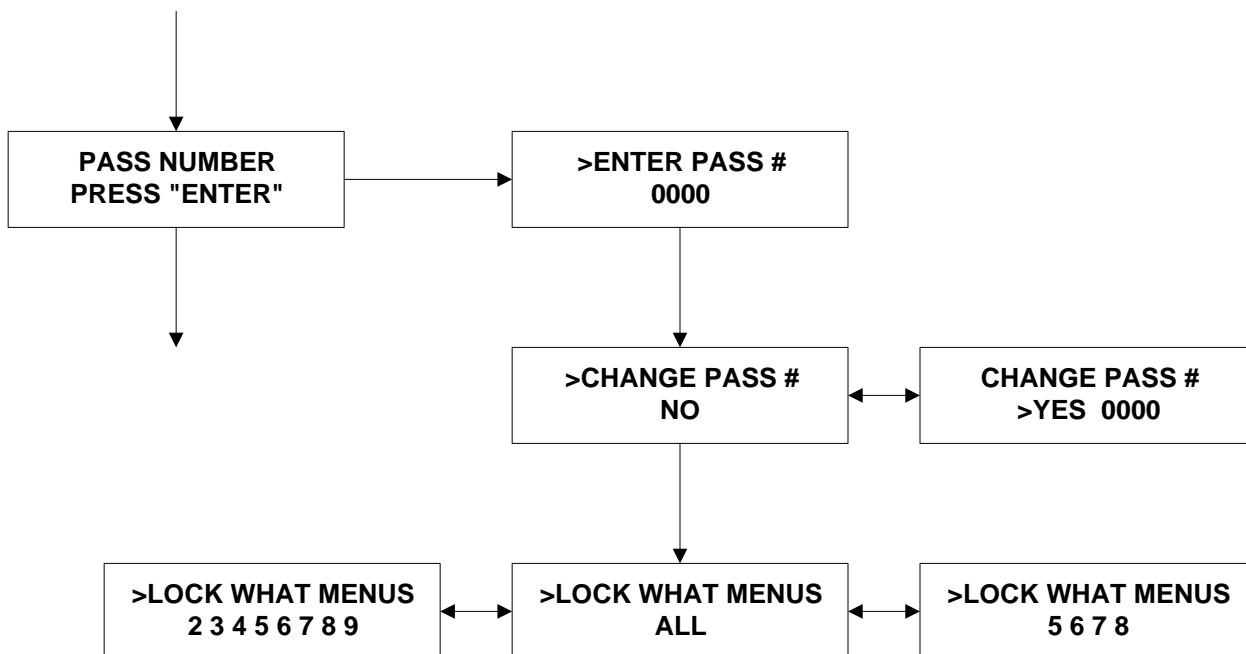 PASS NUMBER
PRESS "ENTER"
>ENTER PASS #
0000
>CHANGE PASS #
NO
CHANGE PASS #
>YES 0000
>LOCK WHAT MENUS
2 3 4 5 6 7 8 9
>LOCK WHAT MENUS
ALL
>LOCK WHAT MENUS
5 6 7 8